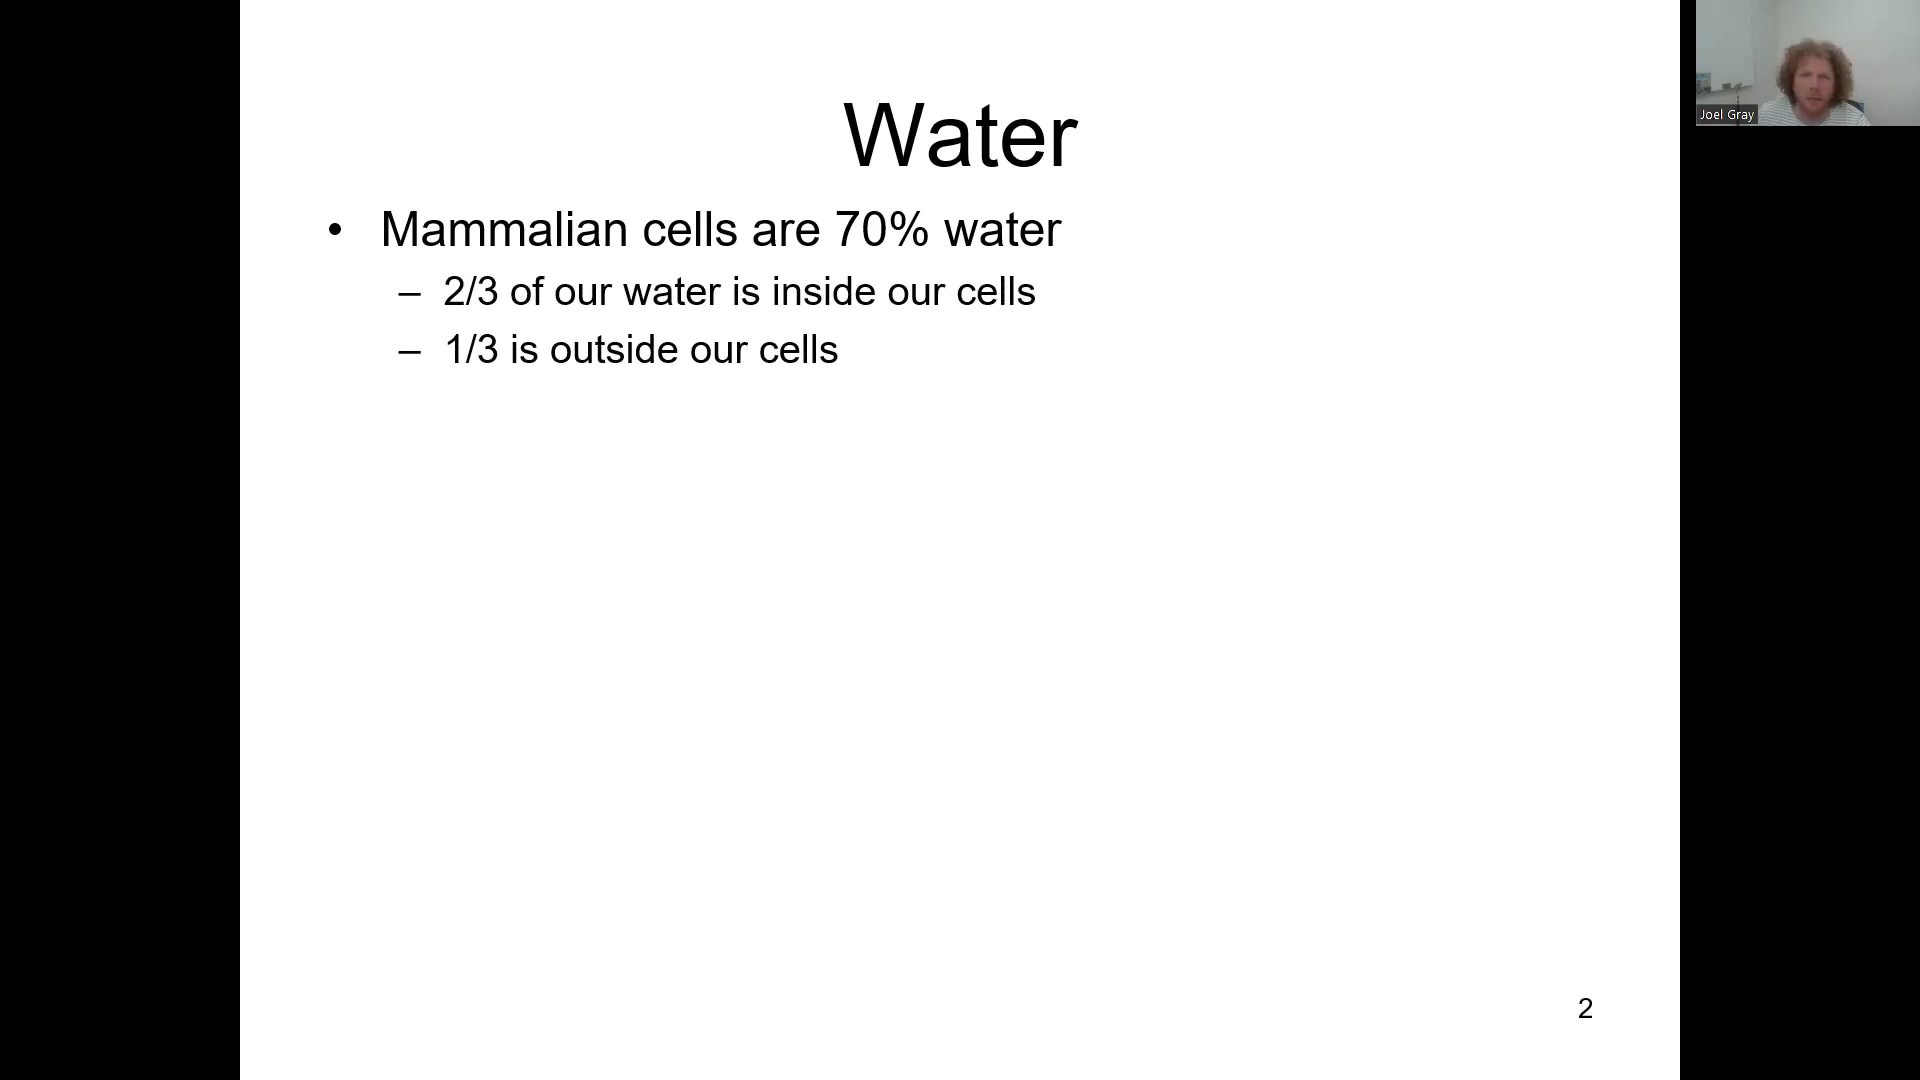 Water
• Mammalian cells are 70% water
– 2/3 of our water is inside our cells
– 1/3 is outside our cells
2
Joel Gray